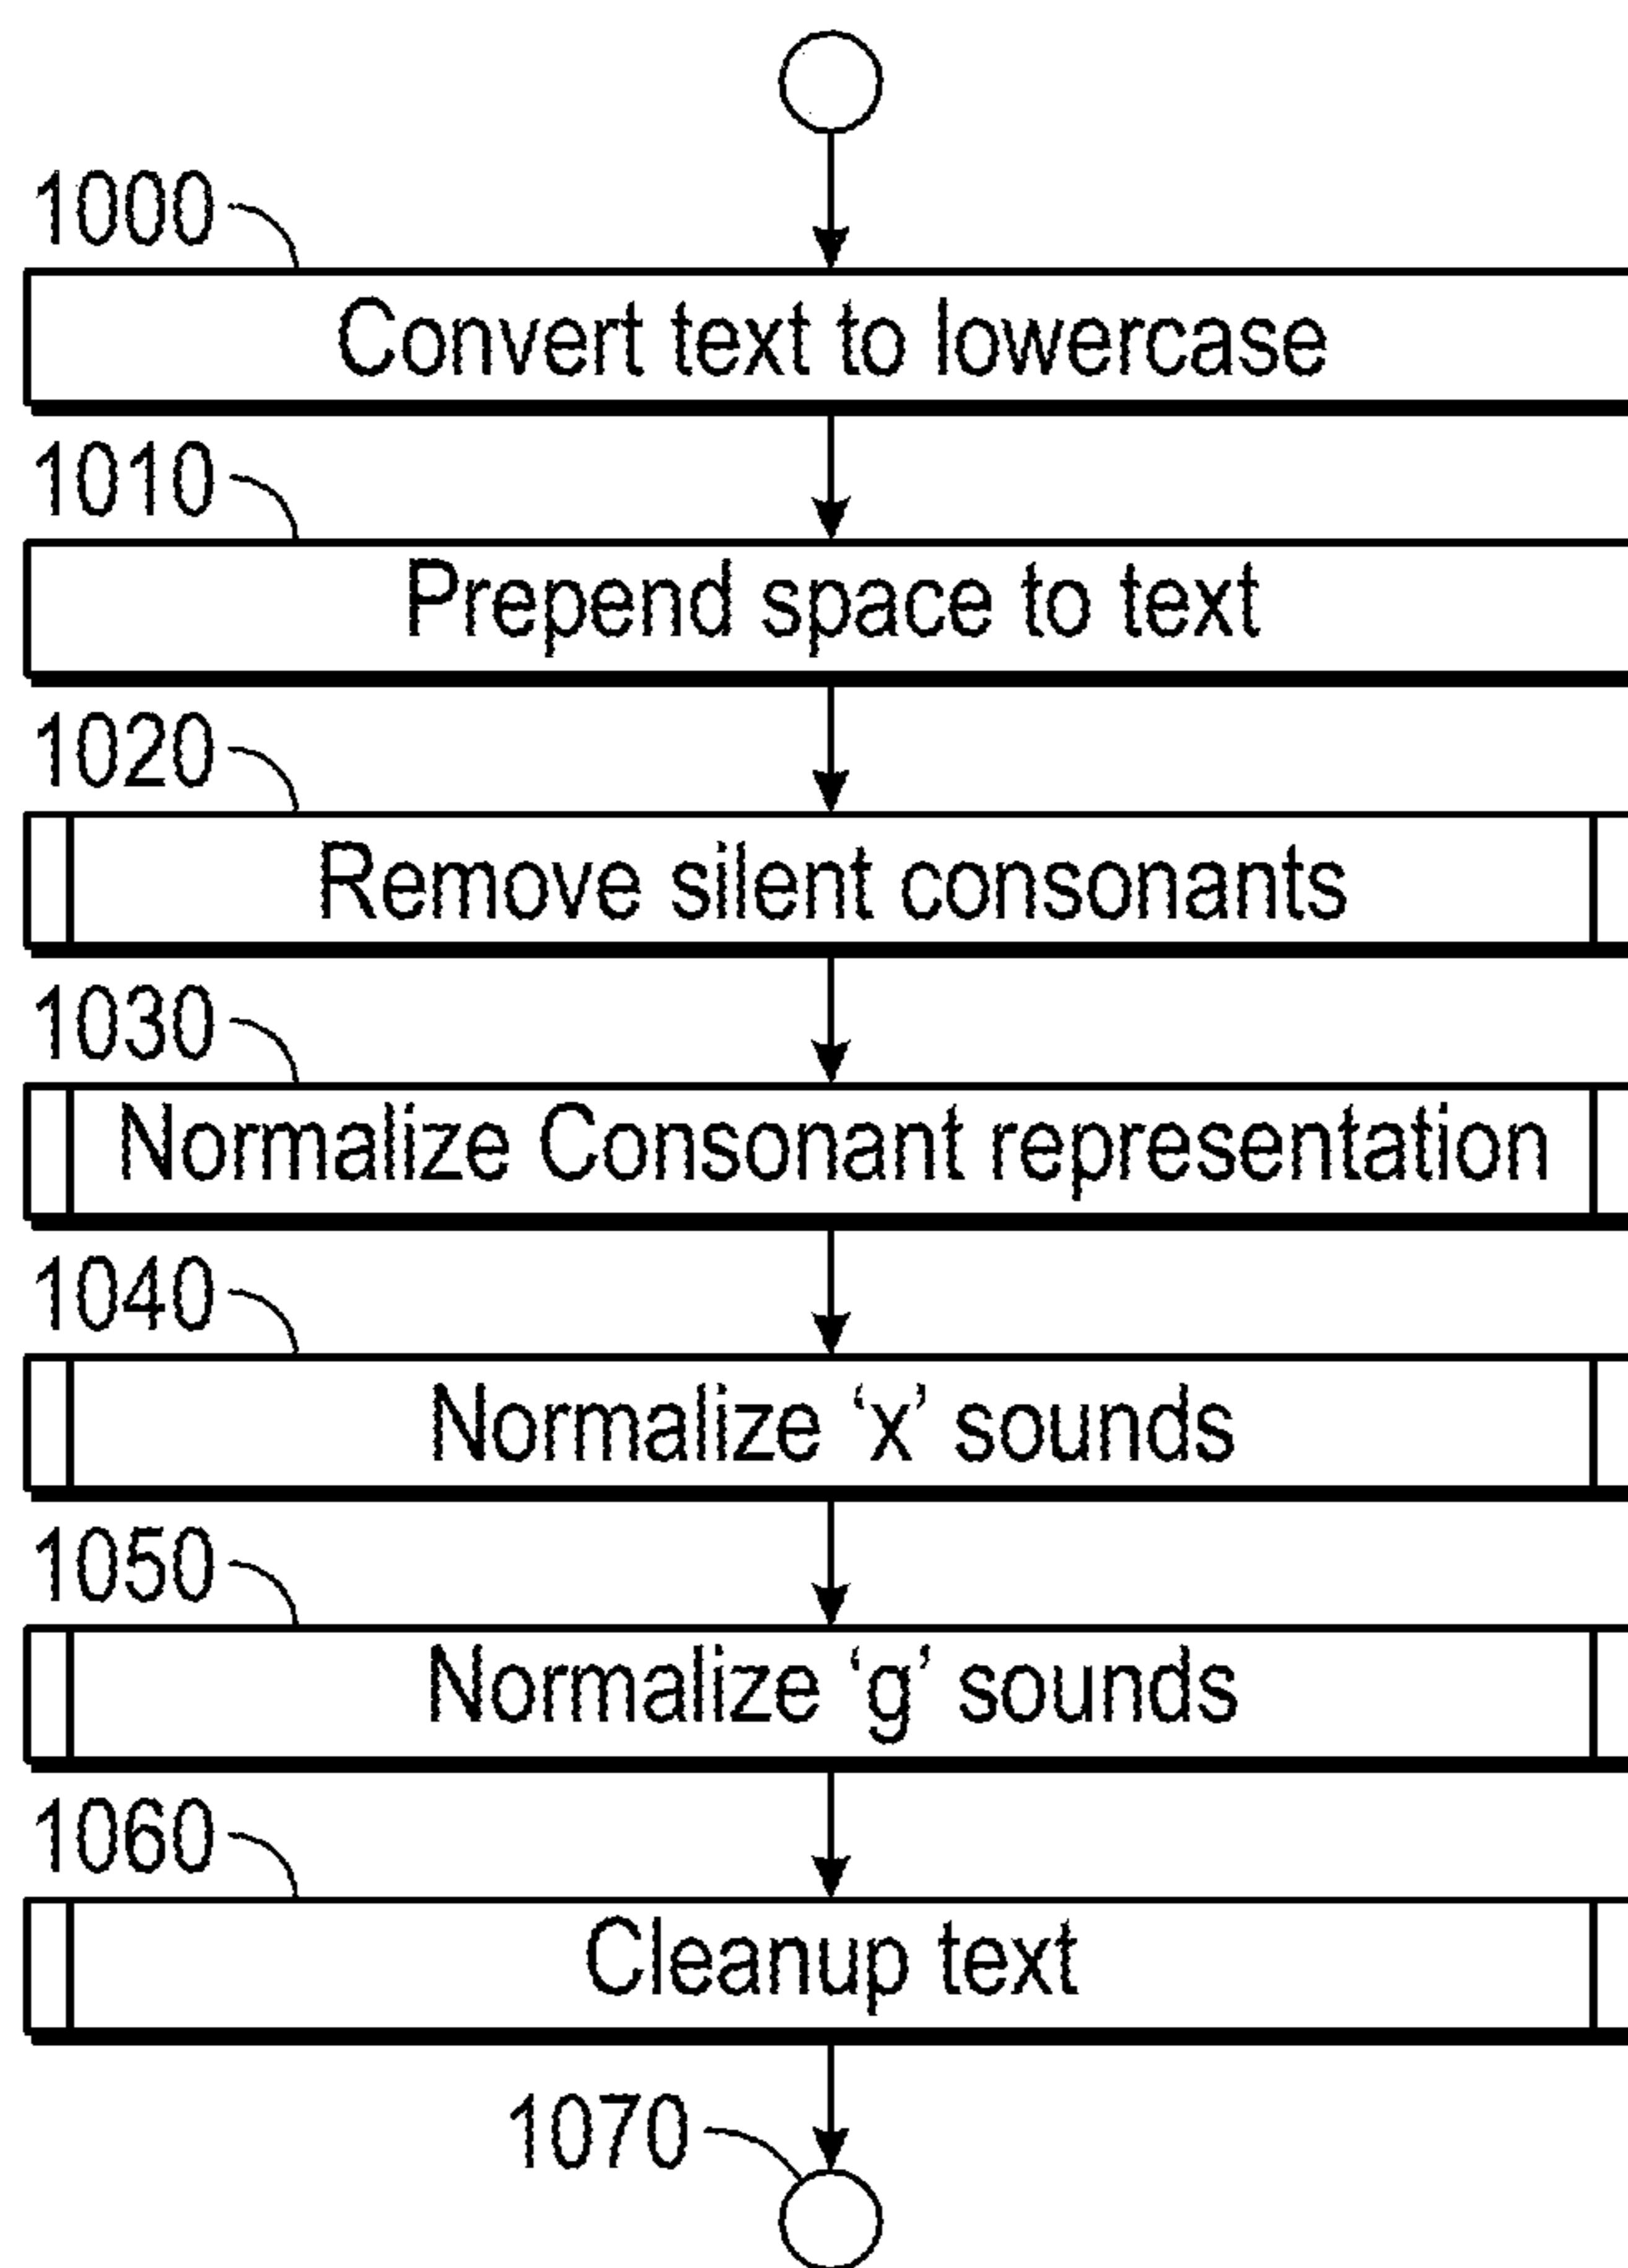 1000
Convert text to lowercase
1010
Prepend space to text
1020
Remove silent consonants
1030
Normalize Consonant representation
1040
Normalize ‘x’ sounds
1050
Normalize ‘g’ sounds
1060
Cleanup text
1070